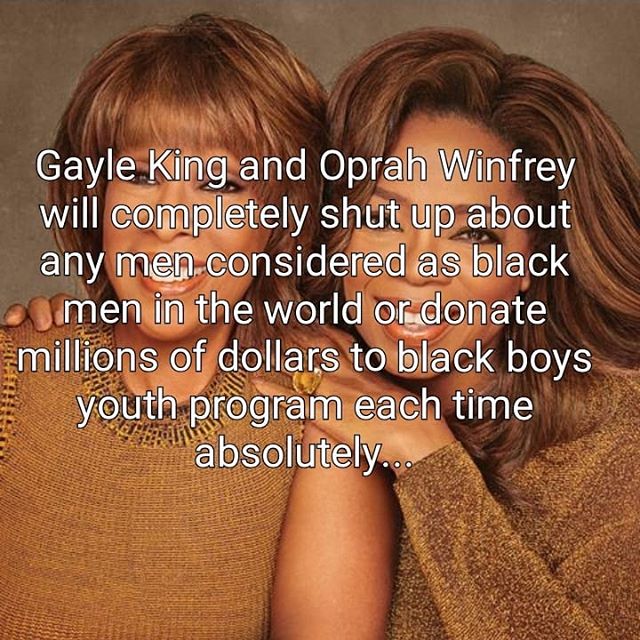 Gayle King and Oprah Winfrey
will completely shut up about
any men considered as black
men in the world or donate
millions of dollars to black boys
youth program each time
absolutely...